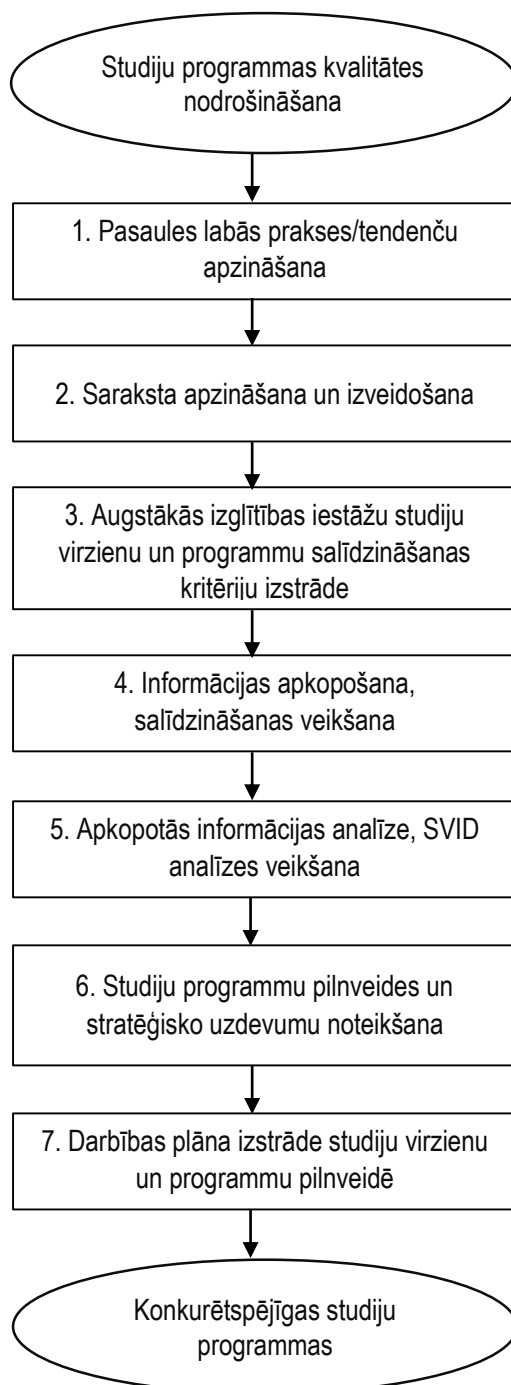 Studiju programmas kvalitātes
nodrošināšana
1. Pasaules labās prakses/tendenču
apzināšana
2. Saraksta apzināšana un izveidošana
3. Augstākās izglītības iestāžu studiju
virzienu un programmu salīdzināšanas
kritēriju izstrāde
4. Informācijas apkopošana,
salīdzināšanas veikšana
5. Apkopotās informācijas analīze, SVID
analīzes veikšana
6. Studiju programmu pilnveides un
stratēģisko uzdevumu noteikšana
7. Darbības plāna izstrāde studiju virzienu
un programmu pilnveidē
Konkurētspējīgas studiju
programmas